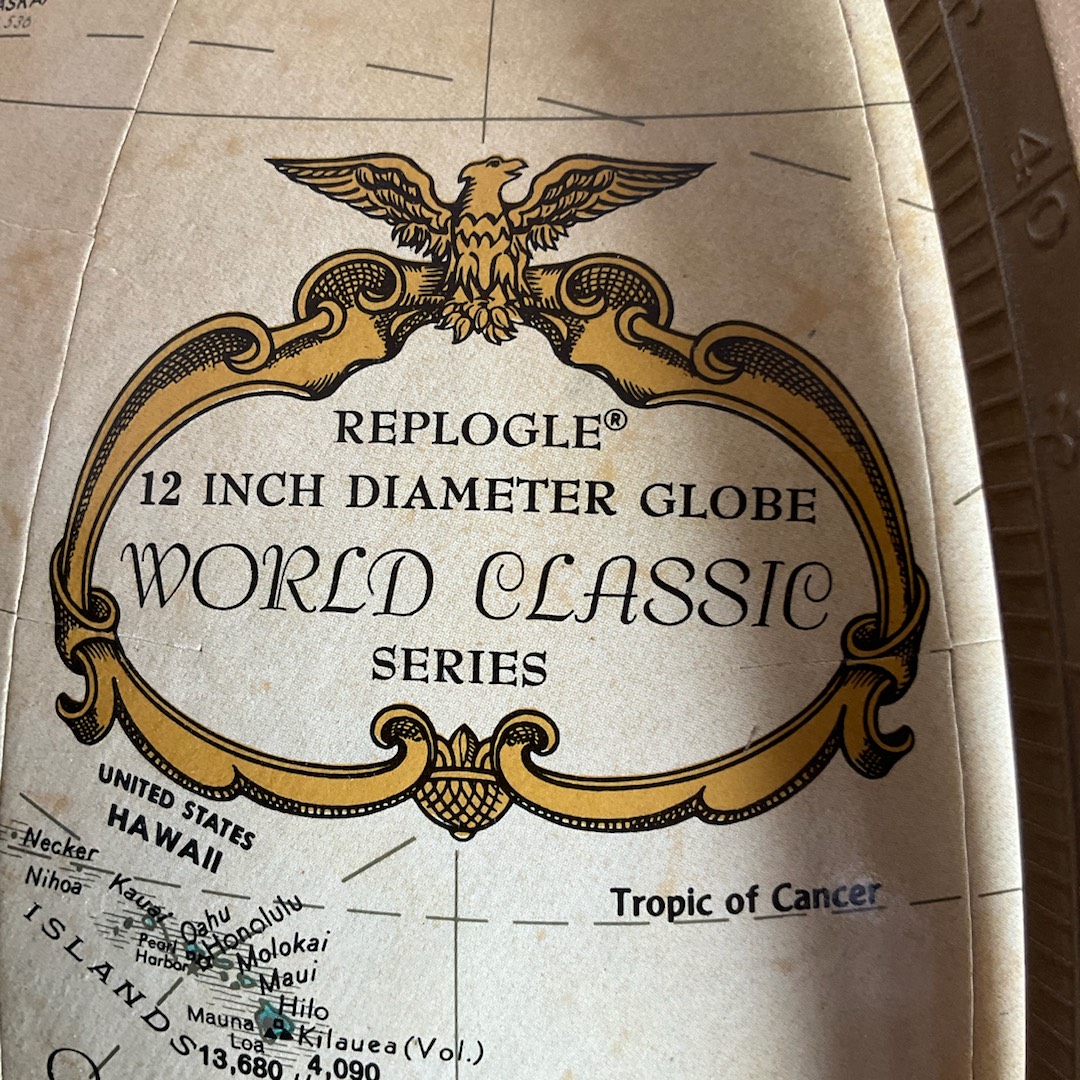 REPLOGLE®
12 INCH DIAMETER GLOBE
WORLD CLASSIC
SERIES
UNITED STATES
HAWAII
Tropic of Cancer
Necker
Nihoa
Kauai
Oahu
Honolulu
Pearl
Harbor
Molokai
Maui
Hilo
Mauna
Loa
Kilauea (Vol.)
13,680
4,090
ISLANDS
40